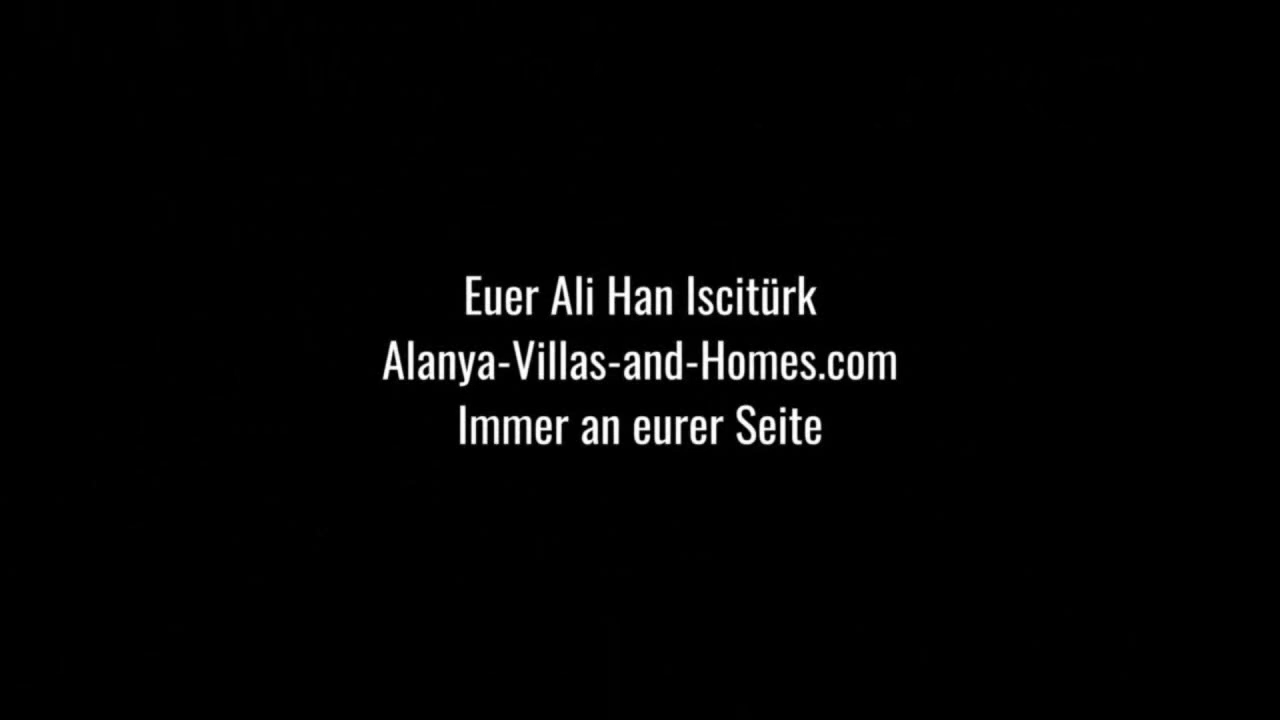 Euer Ali Han Iscitürk
Alanya-Villas-and-Homes.com
Immer an eurer Seite